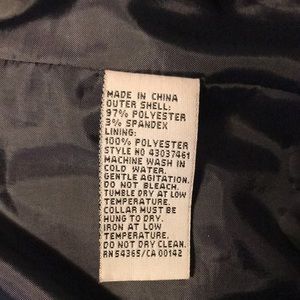 MADE IN CHINA
OUTER SHELL:
97% POLYESTER
3% SPANDEX
LINING:
100% POLYESTER
STYLE NO 43037461
MACHINE WASH IN
COLD WATER.
GENTLE AGITATION.
DO NOT BLEACH.
TUMBLE DRY AT LOW
TEMPERATURE.
COLLAR MUST BE
HUNG TO DRY.
IRON AT LOW
TEMPERATURE.
DO NOT DRY CLEAN.
RN54365/CA 00142